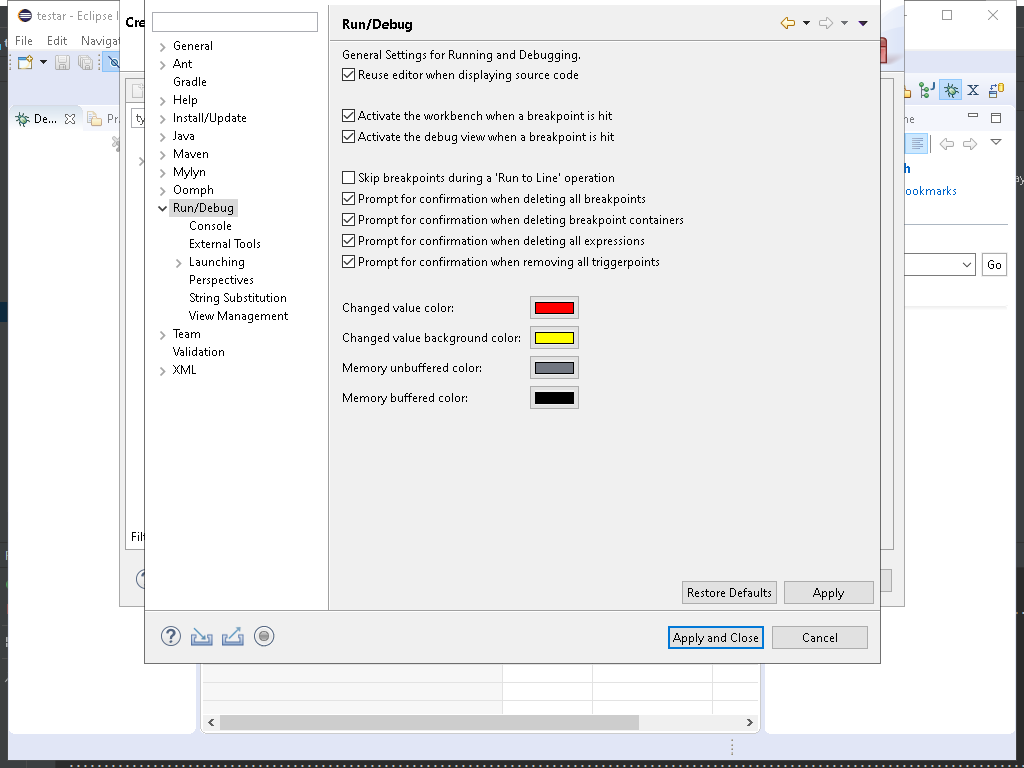 testar - Eclipse I
File Edit Navigat
De...
Pr
Cre
ty
Filt
General
Ant
Gradle
Help
Install/Update
Java
Maven
Mylyn
Oomph
Run/Debug
Console
External Tools
Launching
Perspectives
String Substitution
View Management
Team
Validation
XML
Run/Debug
General Settings for Running and Debugging.
Reuse editor when displaying source code
Activate the workbench when a breakpoint is hit
Activate the debug view when a breakpoint is hit
Skip breakpoints during a 'Run to Line' operation
Prompt for confirmation when deleting all breakpoints
Prompt for confirmation when deleting breakpoint containers
Prompt for confirmation when deleting all expressions
Prompt for confirmation when removing all triggerpoints
Changed value color:
Changed value background color:
Memory unbuffered color:
Memory buffered color:
Restore Defaults
Apply
Apply and Close
Cancel
ne
h
ookmarks
Go